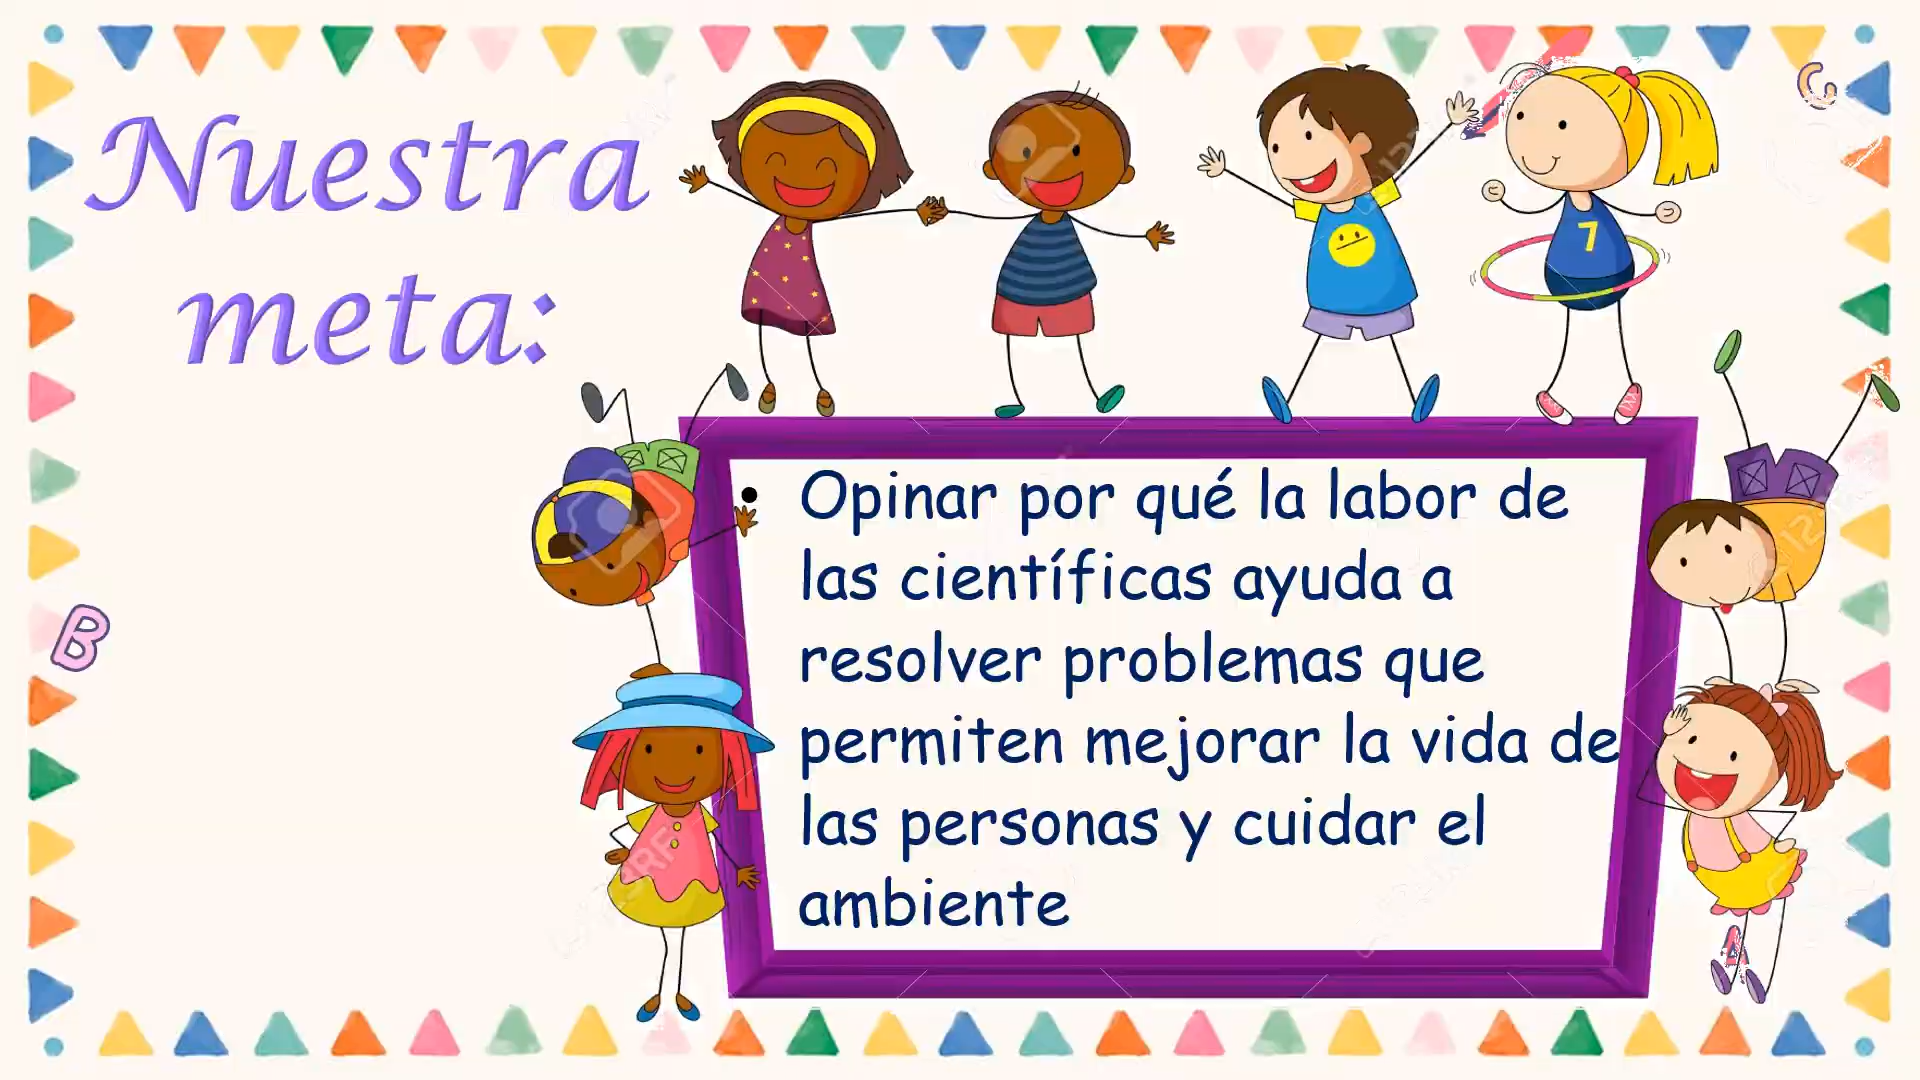 Nuestra
meta:
7
• Opinar por qué la labor de
las científicas ayuda a
resolver problemas que
permiten mejorar la vida de
las personas y cuidar el
ambiente
B